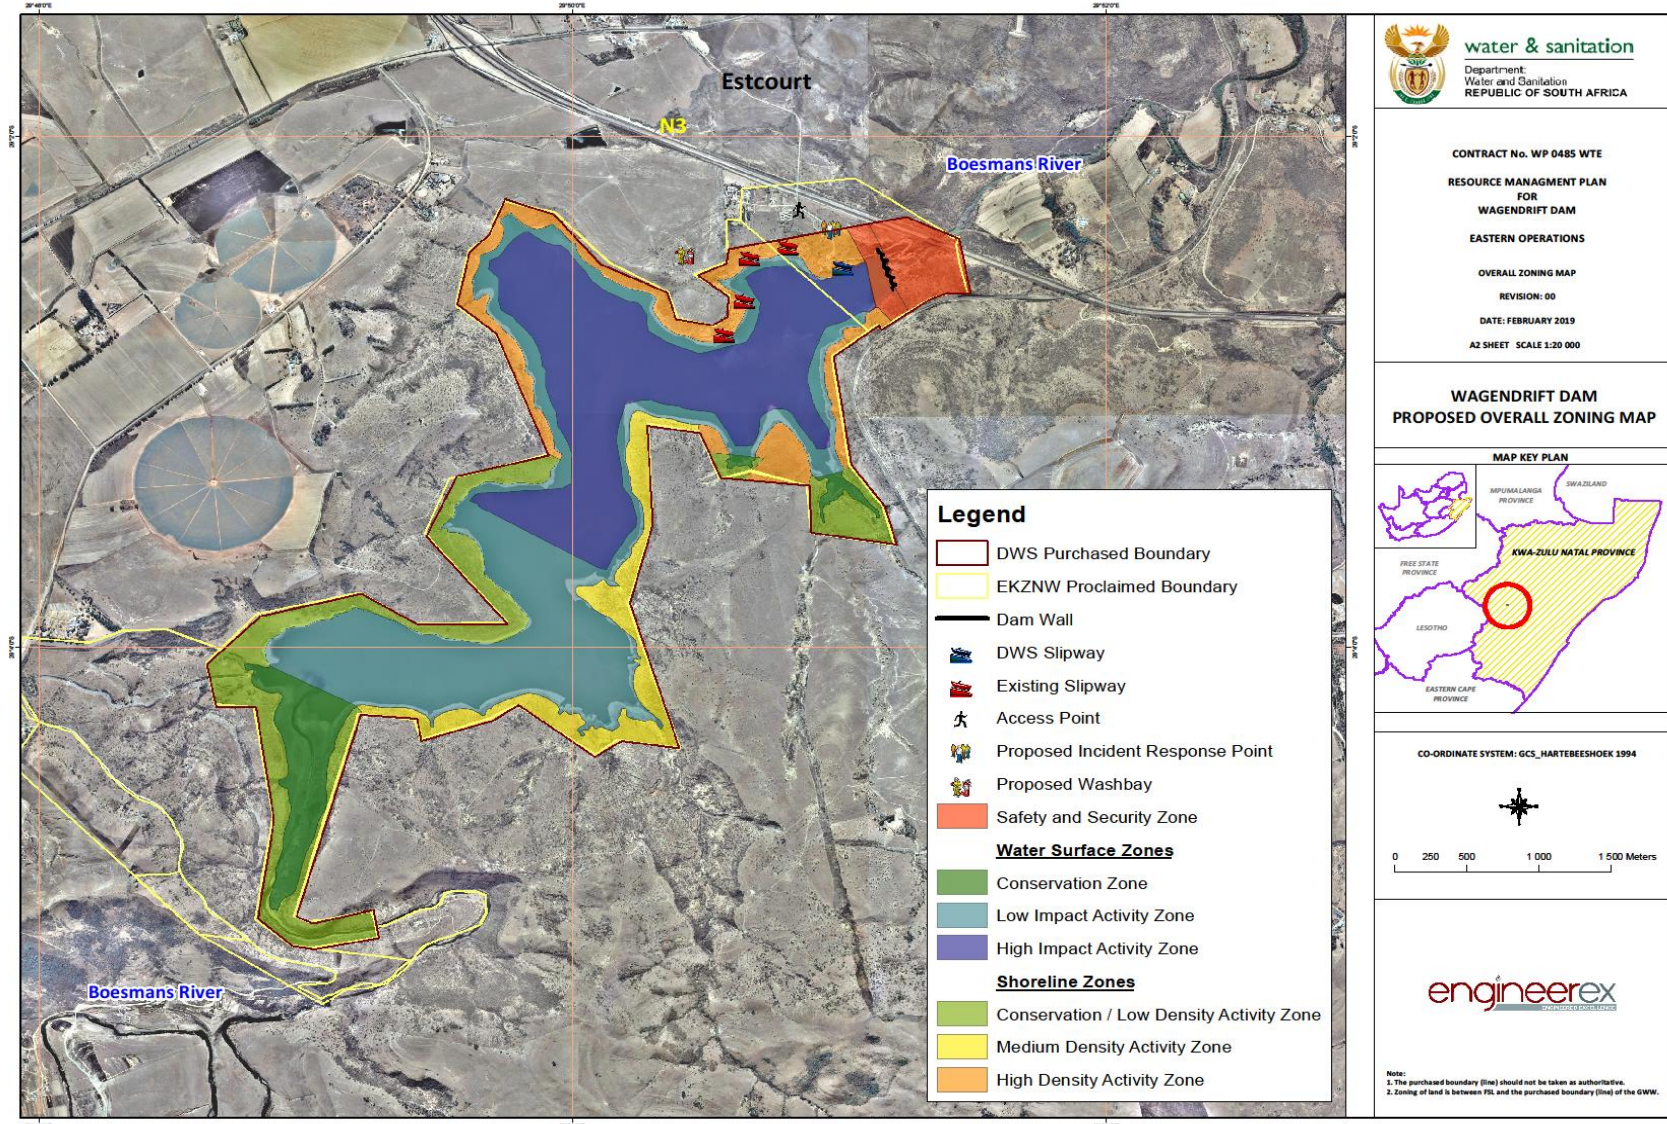 Estcourt
N3
Boesmans River
Boesmans River
Legend
DWS Purchased Boundary
EKZNW Proclaimed Boundary
Dam Wall
DWS Slipway
Existing Slipway
Access Point
Proposed Incident Response Point
Proposed Washbay
Safety and Security Zone
Water Surface Zones
Conservation Zone
Low Impact Activity Zone
High Impact Activity Zone
Shoreline Zones
Conservation / Low Density Activity Zone
Medium Density Activity Zone
High Density Activity Zone
water & sanitation
Department:
Water and Sanitation
REPUBLIC OF SOUTH AFRICA
CONTRACT No. WP 0485 WTE
RESOURCE MANAGMENT PLAN
FOR
WAGENDRIFT DAM
EASTERN OPERATIONS
OVERALL ZONING MAP
REVISION: 00
DATE: FEBRUARY 2019
A2 SHEET SCALE 1:20 000
WAGENDRIFT DAM
PROPOSED OVERALL ZONING MAP
MAP KEY PLAN
MPUMALANGA
PROVINCE
SWAZILAND
KWA-ZULU NATAL PROVINCE
FREE STATE
PROVINCE
LESOTHO
EASTERN CAPE
PROVINCE
CO-ORDINATE SYSTEM: GCS_HARTEBEESHOEK 1994
0 250 500 1 000 1 500 Meters
engineerex
ENGINEERED EXCELLENCE
Note:
1. The purchased boundary (line) should not be taken as authoritative.
2. Zoning of land is between FSL and the purchased boundary (line) of the GWW.